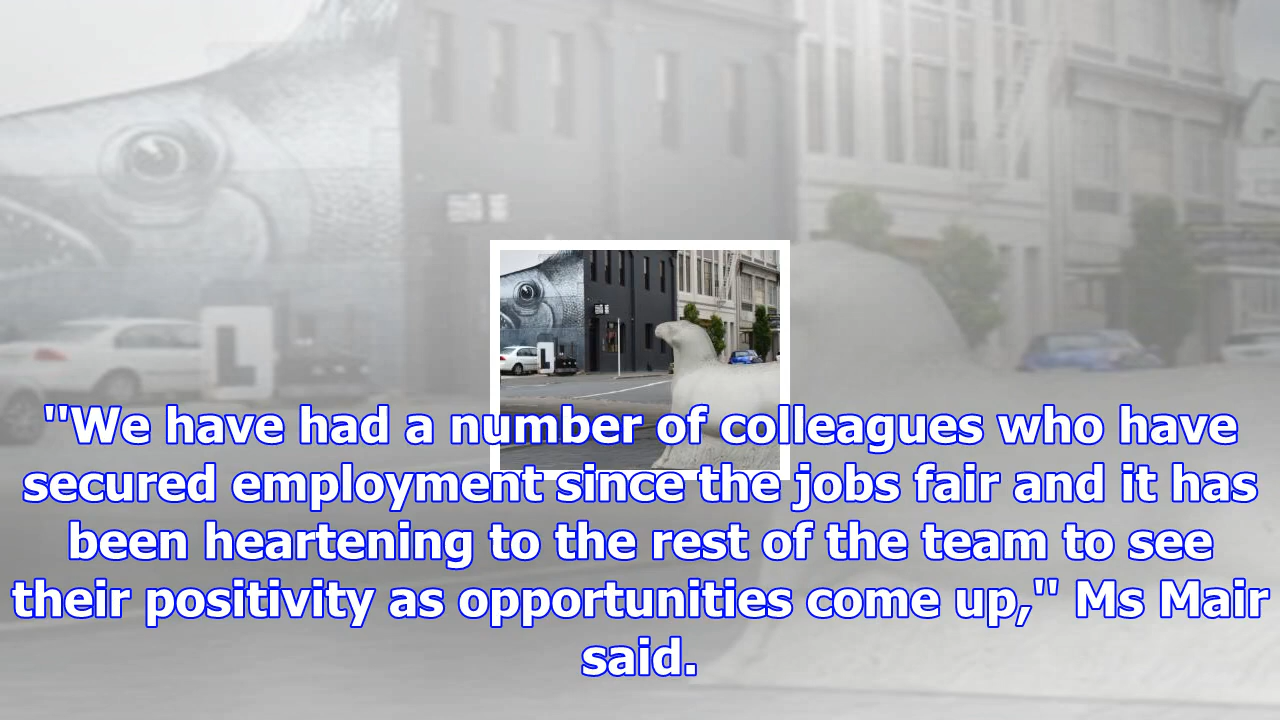 L
"We have had a number of colleagues who have
secured employment since the jobs fair and it has
been heartening to the rest of the team to see
their positivity as opportunities come up," Ms Mair
said.